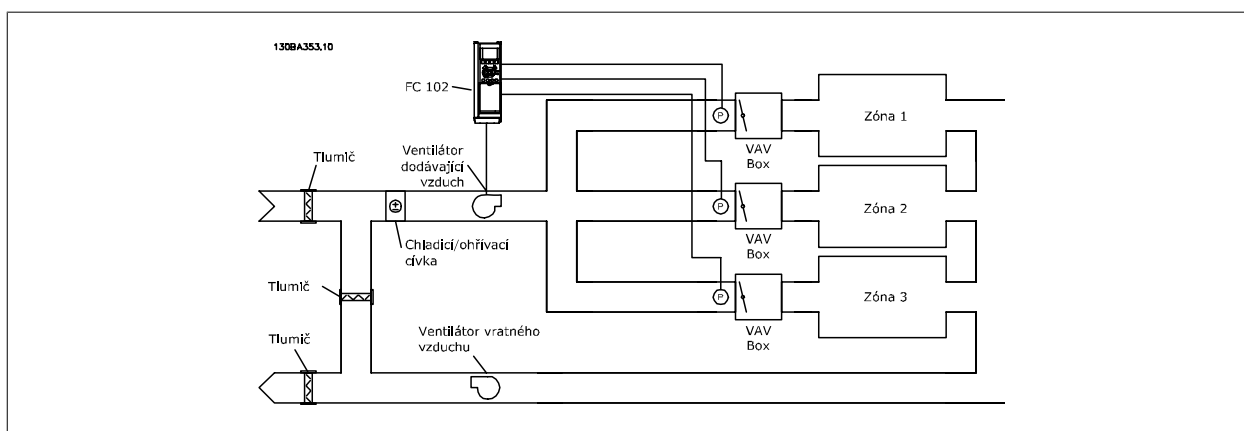 130BA353.10
FC 102
Tlumič
Ventilátor
dodávající
vzduch
P
VAV
Box
Zóna 1
P
VAV
Box
Zóna 2
Chladicí/ohřívací
cívka
Tlumič
P
VAV
Box
Zóna 3
Tlumič
Ventilátor vratného
vzduchu